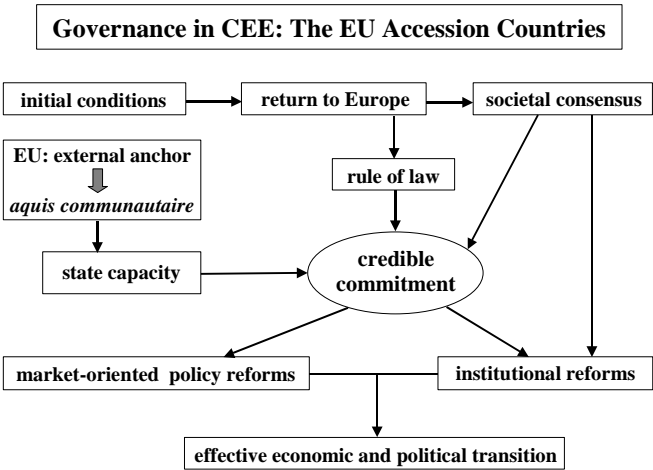 Governance in CEE: The EU Accession Countries
initial conditions
return to Europe
societal consensus
EU: external anchor
aquis communautaire
rule of law
state capacity
credible
commitment
market-oriented policy reforms
institutional reforms
effective economic and political transition